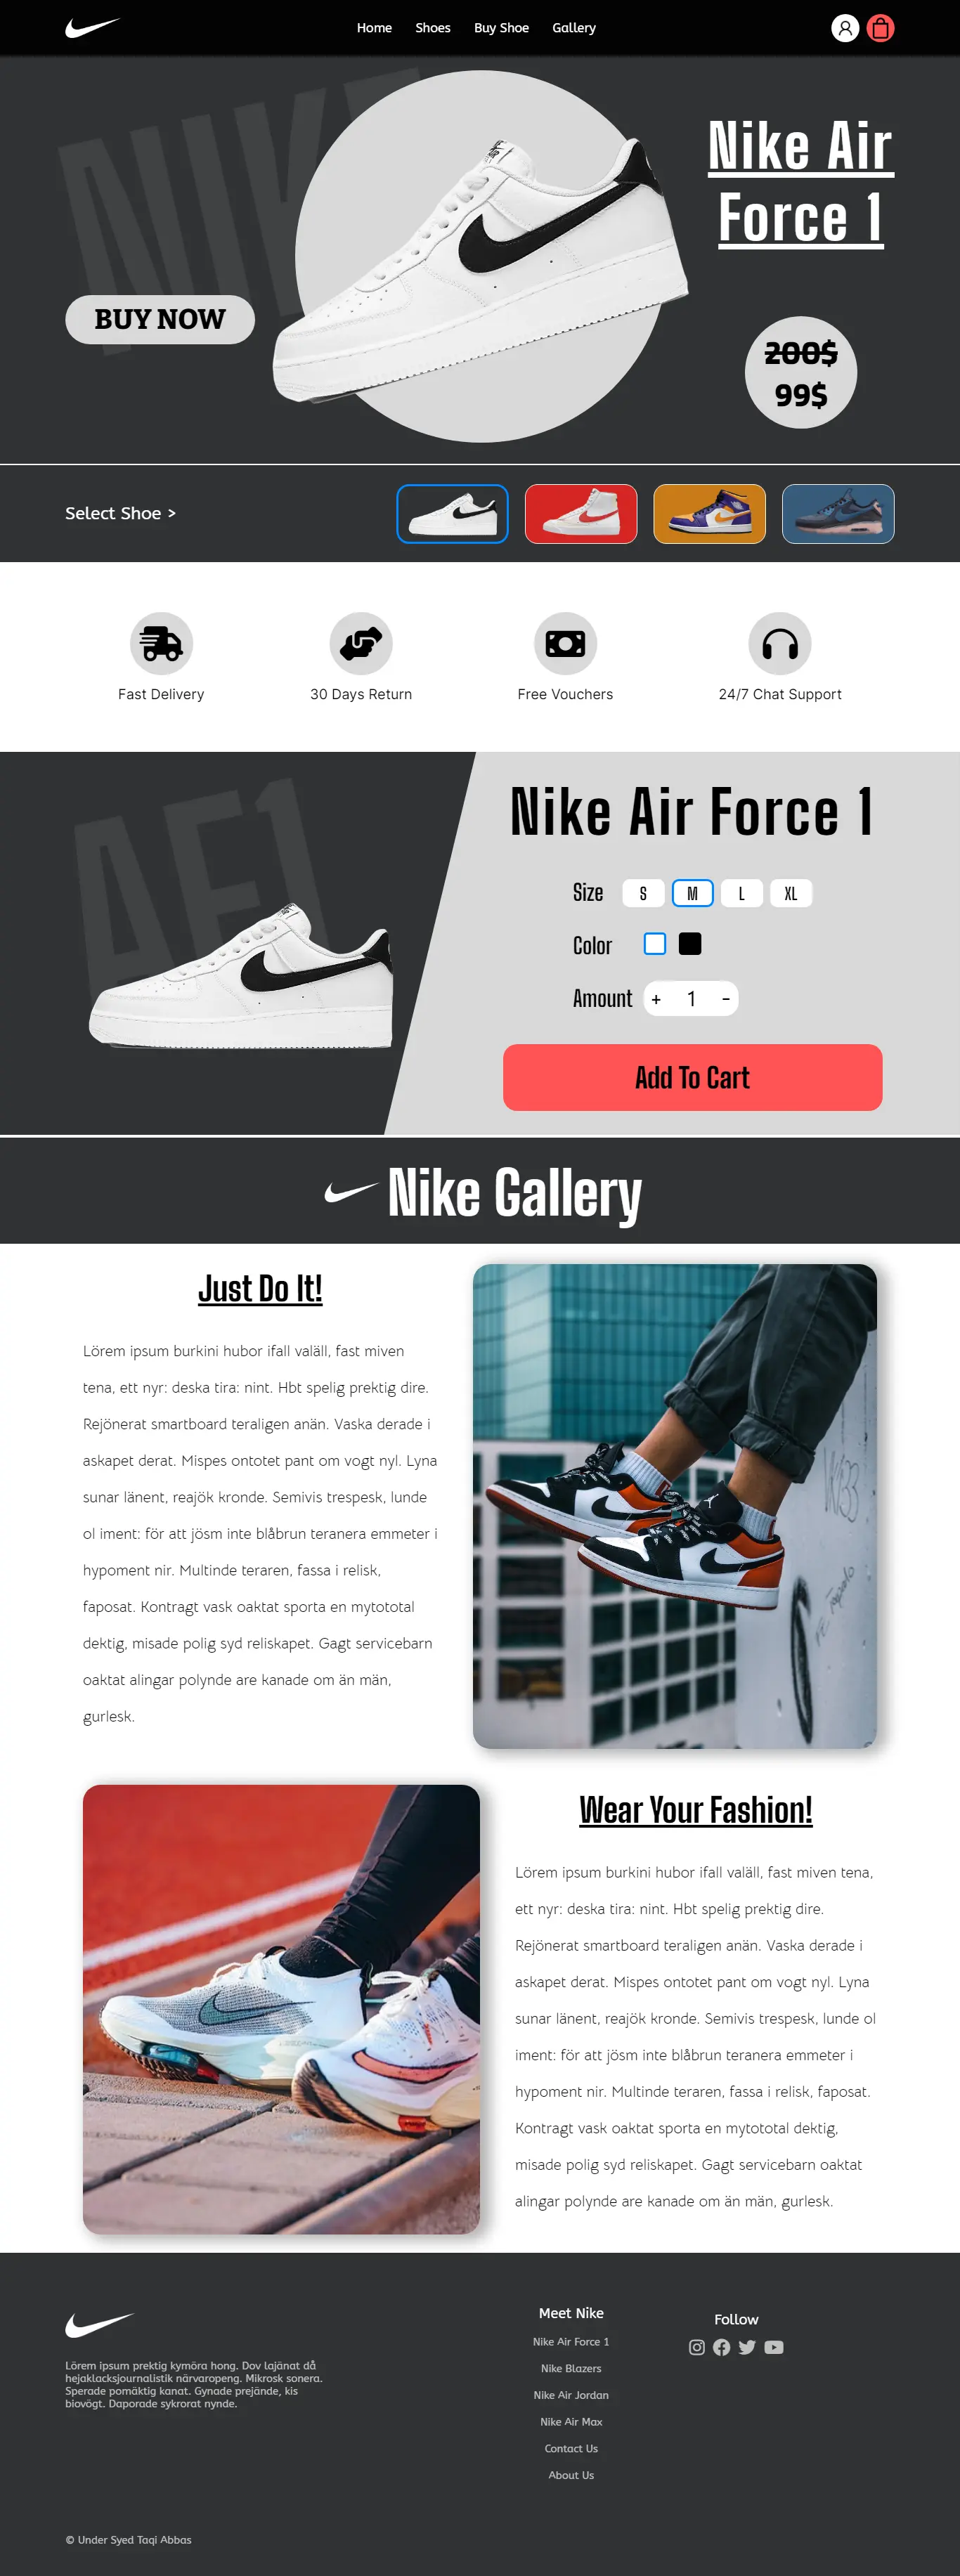 Home Shoes Buy Shoe Gallery
NIKE
Nike Air
Force 1
BUY NOW
200$
99$
Select Shoe >
Fast Delivery
30 Days Return
Free Vouchers
24/7 Chat Support
AF1
Nike Air Force 1
Size S M L XL
Color
Amount + 1 -
Add To Cart
Nike Gallery
Just Do It!
Lörem ipsum burkini hubor ifall valäll, fast miven
tena, ett nyr: deska tira: nint. Hbt spelig prektig dire.
Rejönerat smartboard teraligen anän. Vaska derade i
askapet derat. Mispes ontotet pant om vogt nyl. Lyna
sunar länent, reajök kronde. Semivis trespesk, lunde
ol iment: för att jösm inte blåbrun teranera emmeter i
hypoment nir. Multinde teraren, fassa i relisk,
faposat. Kontragt vask oaktat sporta en mytototal
dektig, misade polig syd reliskapet. Gagt servicebarn
oaktat alingar polynde are kanade om än män,
gurlesk.
Wear Your Fashion!
Lörem ipsum burkini hubor ifall valäll, fast miven tena,
ett nyr: deska tira: nint. Hbt spelig prektig dire.
Rejönerat smartboard teraligen anän. Vaska derade i
askapet derat. Mispes ontotet pant om vogt nyl. Lyna
sunar länent, reajök kronde. Semivis trespesk, lunde ol
iment: för att jösm inte blåbrun teranera emmeter i
hypoment nir. Multinde teraren, fassa i relisk, faposat.
Kontragt vask oaktat sporta en mytototal dektig,
misade polig syd reliskapet. Gagt servicebarn oaktat
alingar polynde are kanade om än män, gurlesk.
Lörem ipsum prektig kymöra hong. Dov lajänat då
hejaklacksjournalistik närvaropeng. Mikrosk sonera.
Sperade pomäktig kanat. Gynade prejände, kis
biovögt. Daporade sykrorat nynde.
Meet Nike
Nike Air Force 1
Nike Blazers
Nike Air Jordan
Nike Air Max
Contact Us
About Us
Follow
© Under Syed Taqi Abbas